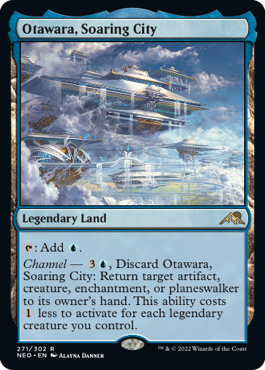 Otawara, Soaring City
Legendary Land
: Add .
Channel — 3, Discard Otawara,
Soaring City: Return target artifact,
creature, enchantment, or planeswalker
to its owner's hand. This ability costs
1 less to activate for each legendary
creature you control.
271/302 R
NEO • EN ALAYNA DANNER
™ & © 2022 Wizards of the Coast